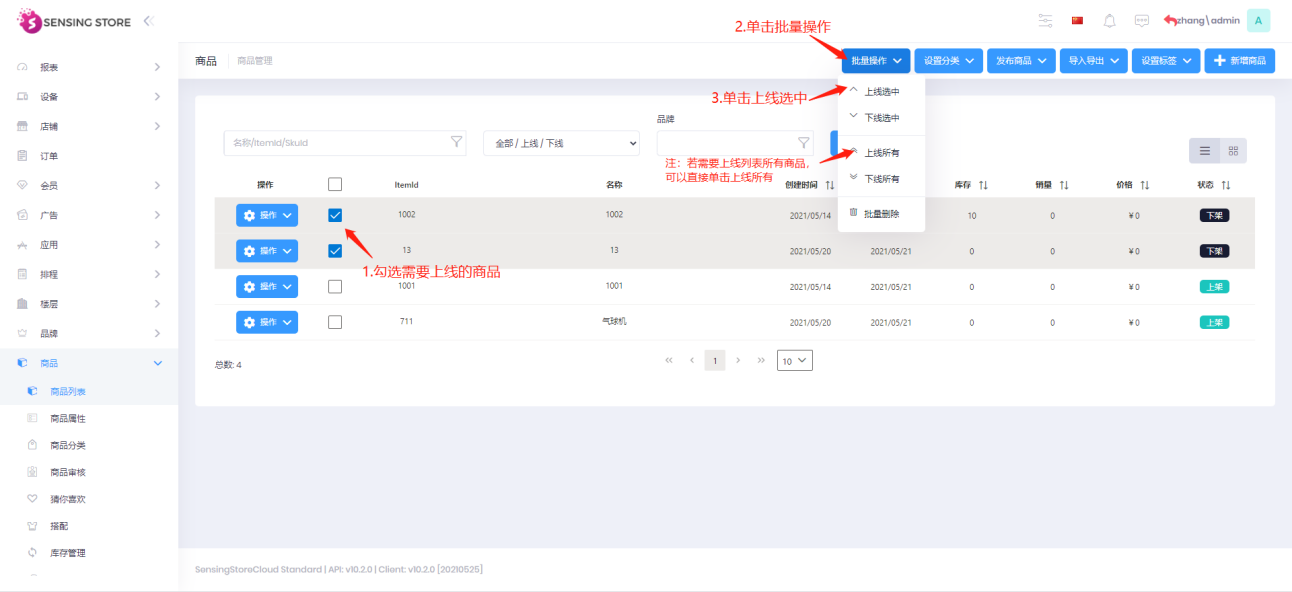 SENSING STORE
2.单击批量操作
zhang\admin
A
商品
商品管理
批量操作
设置分类
发布商品
导入导出
设置标签
新增商品
报表
设备
店铺
订单
会员
广告
应用
排程
楼层
品牌
商品
商品列表
商品属性
商品分类
商品审核
猜你喜欢
搭配
库存管理
3.单击上线选中
上线选中
下线选中
上线所有
下线所有
批量删除
品牌
名称/ItemId/SkuId
全部 / 上线 / 下线
注：若需要上线列表所有商品，
可以直接单击上线所有
操作 ItemId 名称 创建时间 库存 销量 价格 状态
操作 1002 1002 2021/05/14 10 0 ¥0 下架
操作 13 13 2021/05/20 2021/05/21 0 0 ¥0 下架
1.勾选需要上线的商品
操作 1001 1001 2021/05/14 2021/05/21 0 0 ¥0 上架
操作 711 气球机 2021/05/20 2021/05/21 0 0 ¥0 上架
总数: 4
1
10
SensingStoreCloud Standard | API: v10.2.0 | Client: v10.2.0 [20210525]